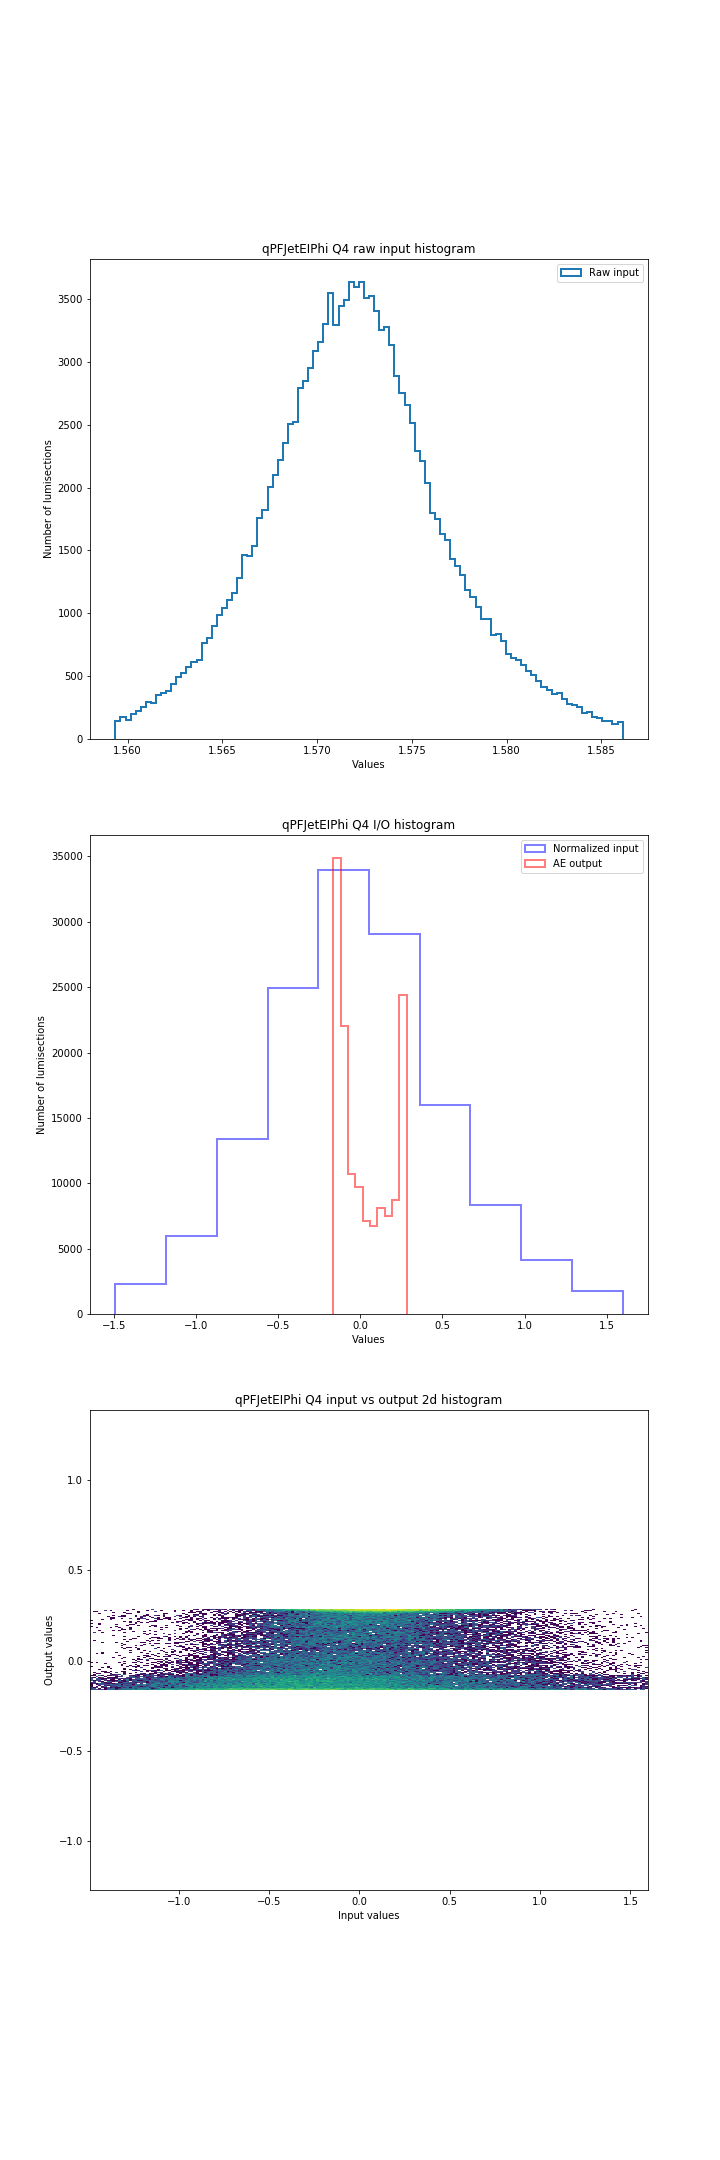 qPFJetEIPhi Q4 raw input histogram
Raw input
Number of lumisections
3500
3000
2500
2000
1500
1000
500
0
1.560 1.565 1.570 1.575 1.580 1.585
Values
qPFJetEIPhi Q4 I/O histogram
Normalized input
AE output
Number of lumisections
35000
30000
25000
20000
15000
10000
5000
0
−1.5 −1.0 −0.5 0.0 0.5 1.0 1.5
Values
qPFJetEIPhi Q4 input vs output 2d histogram
Output values
1.0
0.5
0.0
−0.5
−1.0
−1.0 −0.5 0.0 0.5 1.0 1.5
Input values